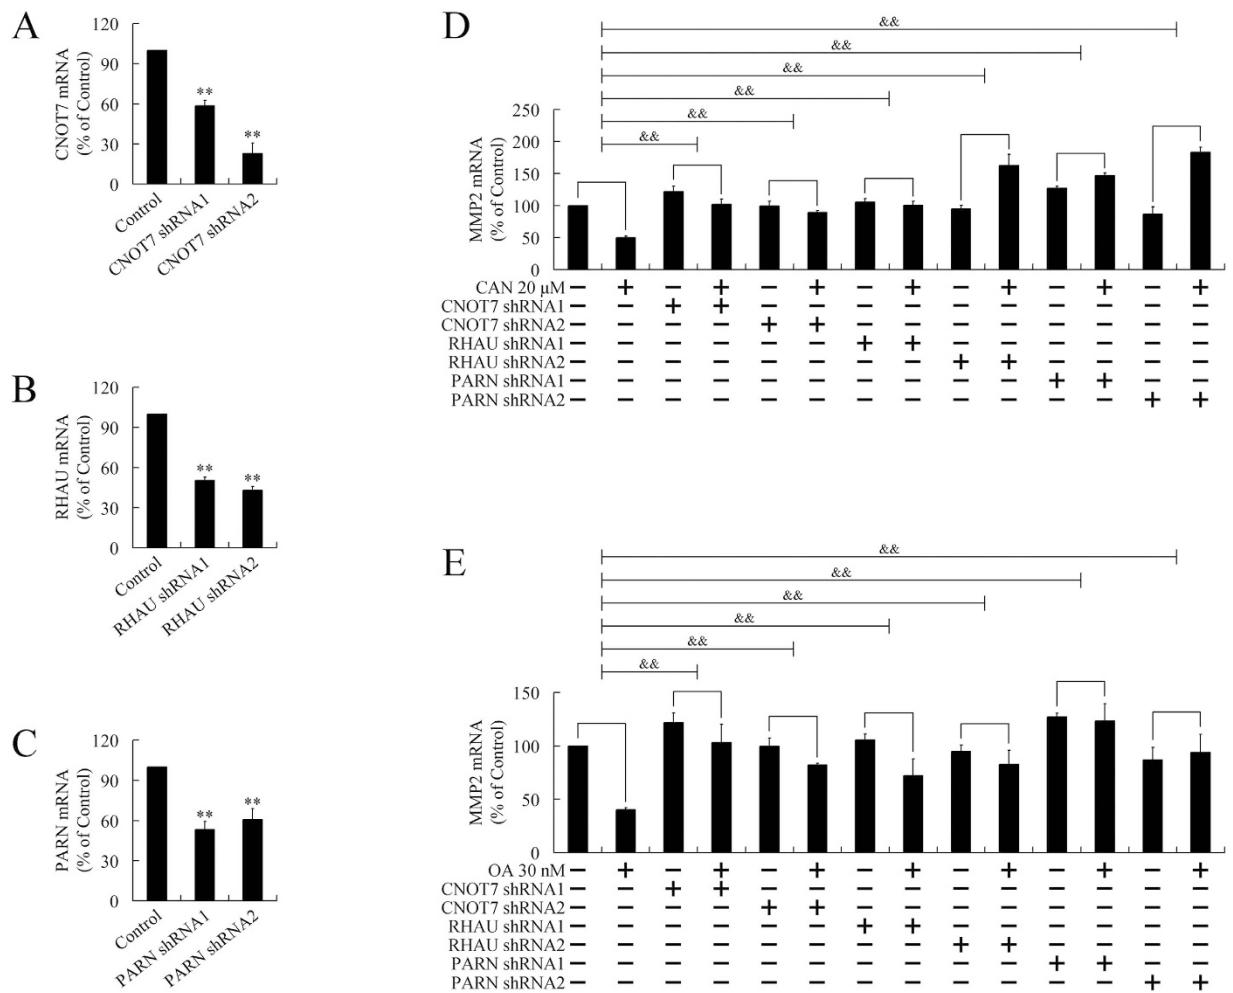 A
CNOT7 mRNA
(% of Control)
120
90
60
30
0
**
**
Control
CNOT7 shRNA1
CNOT7 shRNA2
B
RHAU mRNA
(% of Control)
120
90
60
30
0
**
**
Control
RHAU shRNA1
RHAU shRNA2
C
PARN mRNA
(% of Control)
120
90
60
30
0
**
**
Control
PARN shRNA1
PARN shRNA2
D
&&
&&
&&
&&
&&
&&
MMP2 mRNA
(% of Control)
250
200
150
100
50
0
CAN 20 μM − + − + − + − + − + − + − +
CNOT7 shRNA1 − − + + − − − − − − − − − −
CNOT7 shRNA2 − − − − + + − − − − − − − −
RHAU shRNA1 − − − − − − + + − − − − − −
RHAU shRNA2 − − − − − − − − + + − − − −
PARN shRNA1 − − − − − − − − − − + + − −
PARN shRNA2 − − − − − − − − − − − − + +
E
&&
&&
&&
&&
&&
&&
MMP2 mRNA
(% of Control)
150
100
50
0
OA 30 nM − + − + − + − + − + − + − +
CNOT7 shRNA1 − − + + − − − − − − − − − −
CNOT7 shRNA2 − − − − + + − − − − − − − −
RHAU shRNA1 − − − − − − + + − − − − − −
RHAU shRNA2 − − − − − − − − + + − − − −
PARN shRNA1 − − − − − − − − − − + + − −
PARN shRNA2 − − − − − − − − − − − − + +